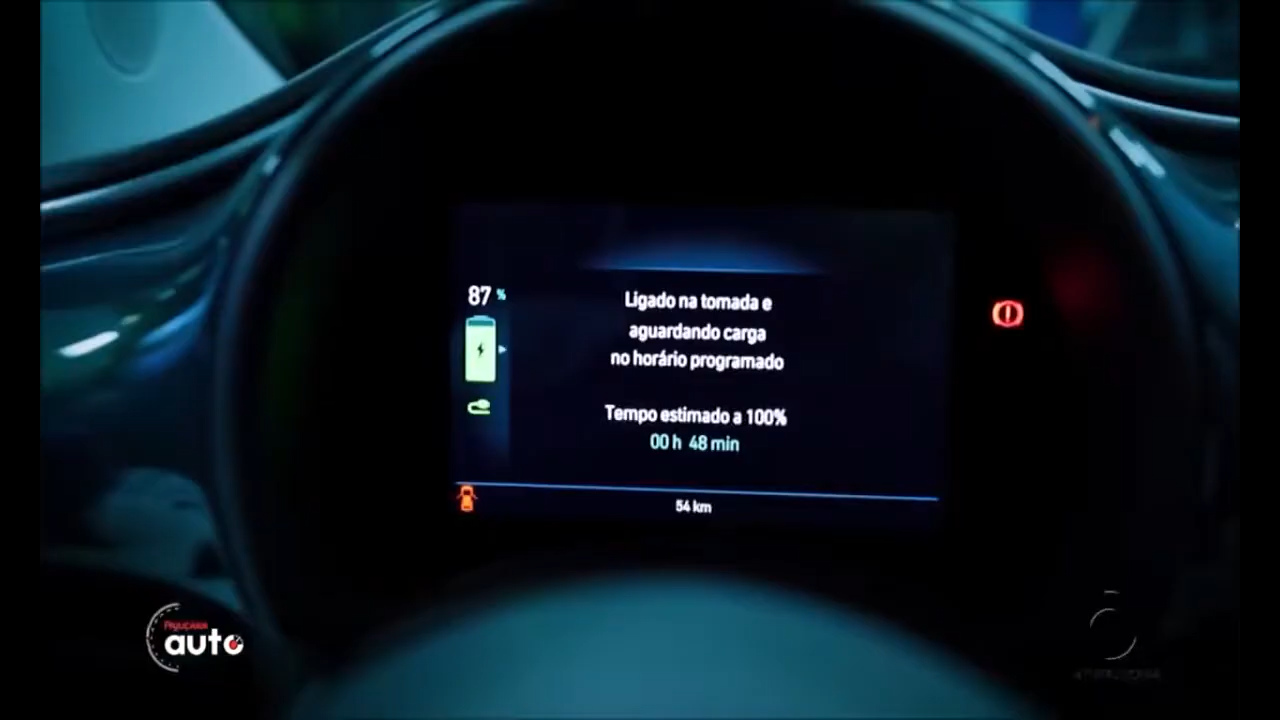 87 %
Ligado na tomada e
aguardando carga
no horário programado
Tempo estimado a 100%
00 h 48 min
54 km
auto